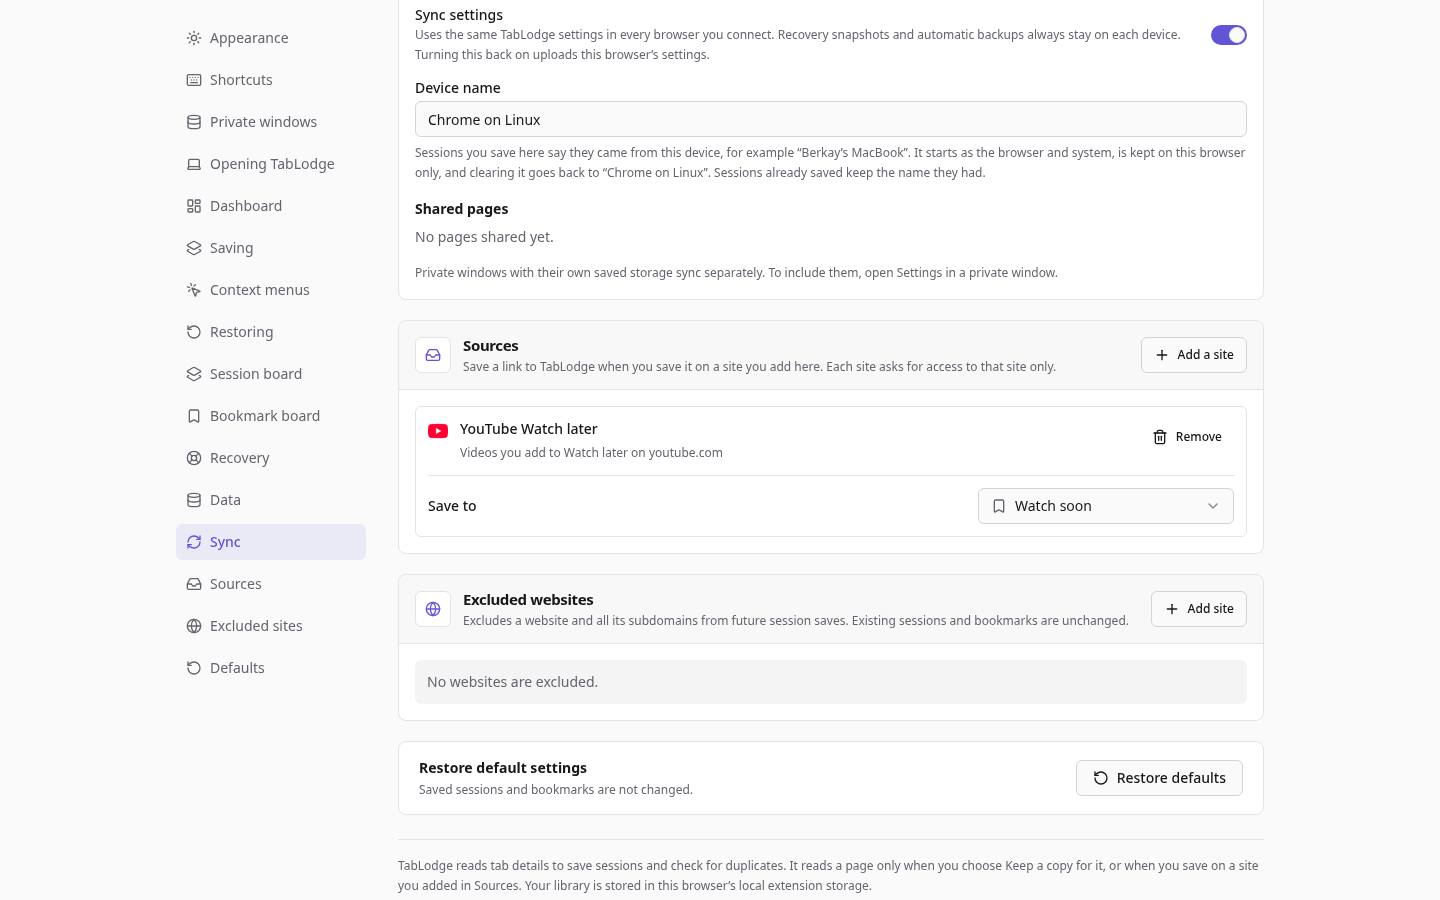 Appearance
Shortcuts
Private windows
Opening TabLodge
Dashboard
Saving
Context menus
Restoring
Session board
Bookmark board
Recovery
Data
Sync
Sources
Excluded sites
Defaults
Sync settings
Uses the same TabLodge settings in every browser you connect. Recovery snapshots and automatic backups always stay on each device.
Turning this back on uploads this browser’s settings.
Device name
Chrome on Linux
Sessions you save here say they came from this device, for example “Berkay’s MacBook”. It starts as the browser and system, is kept on this browser
only, and clearing it goes back to “Chrome on Linux”. Sessions already saved keep the name they had.
Shared pages
No pages shared yet.
Private windows with their own saved storage sync separately. To include them, open Settings in a private window.
Sources
Save a link to TabLodge when you save it on a site you add here. Each site asks for access to that site only.
Add a site
YouTube Watch later
Videos you add to Watch later on youtube.com
Remove
Save to
Watch soon
Excluded websites
Excludes a website and all its subdomains from future session saves. Existing sessions and bookmarks are unchanged.
Add site
No websites are excluded.
Restore default settings
Saved sessions and bookmarks are not changed.
Restore defaults
TabLodge reads tab details to save sessions and check for duplicates. It reads a page only when you choose Keep a copy for it, or when you save on a site
you added in Sources. Your library is stored in this browser’s local extension storage.